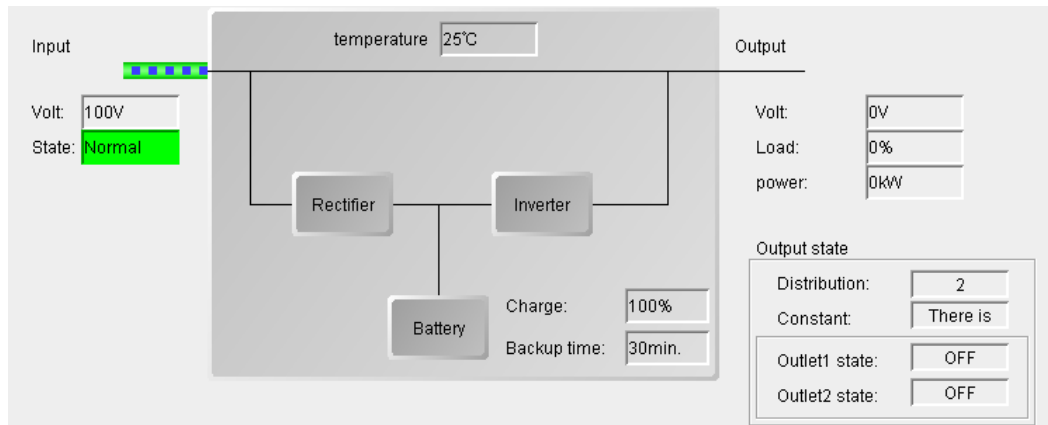 Input
temperature 25℃
Output
Volt: 100V
State: Normal
Volt: 0V
Load: 0%
power: 0kW
Rectifier
Inverter
Battery
Charge: 100%
Backup time: 30min.
Output state
Distribution: 2
Constant: There is
Outlet1 state: OFF
Outlet2 state: OFF